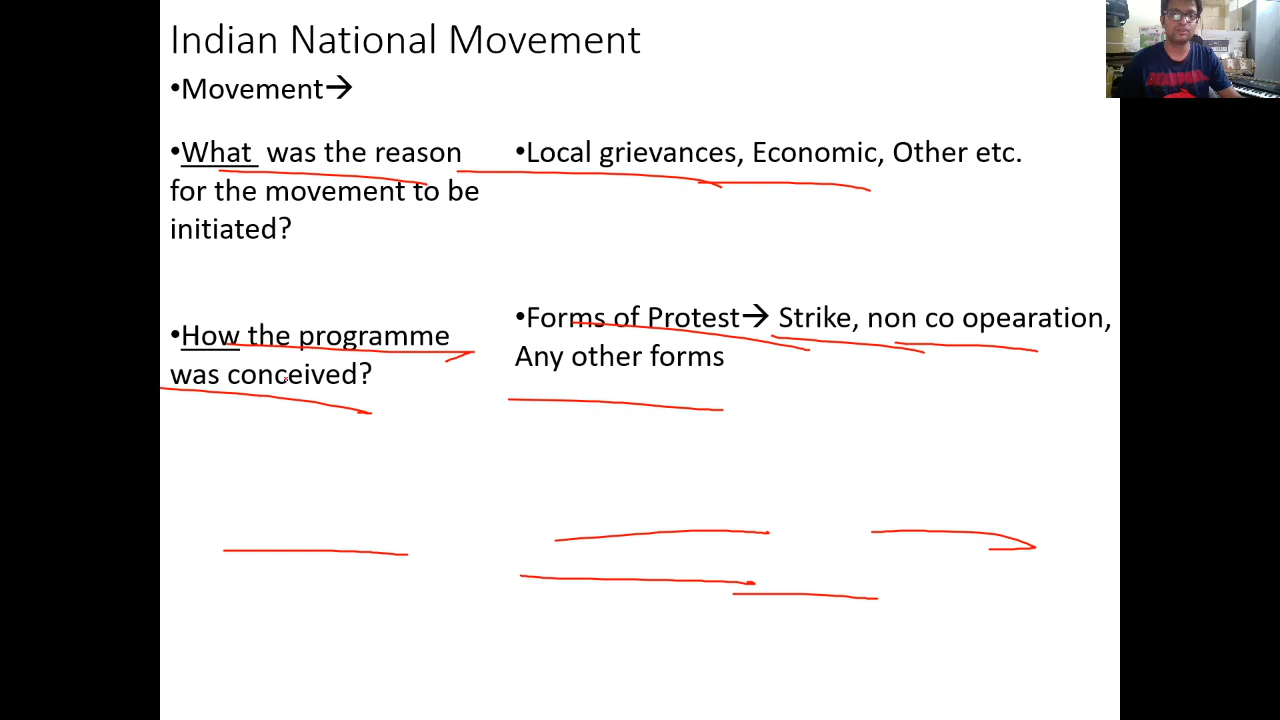 Indian National Movement
•Movement→
•What was the reason
for the movement to be
initiated?
•Local grievances, Economic, Other etc.
•How the programme
was conceived?
•Forms of Protest→ Strike, non co opearation,
Any other forms